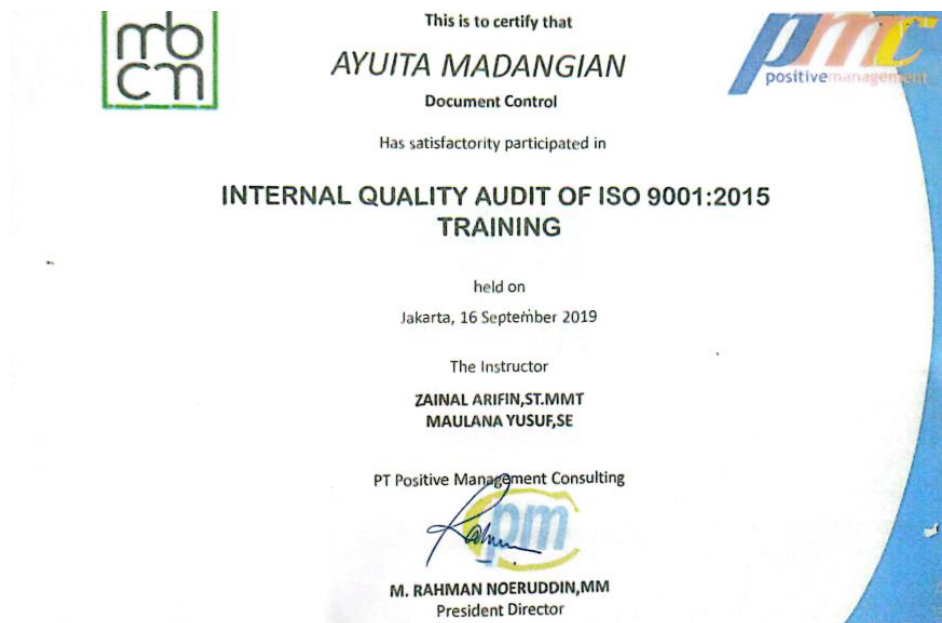 mb
cm
This is to certify that
AYUITA MADANGIAN
Document Control
pmc
positivemanagement
Has satisfactority participated in
INTERNAL QUALITY AUDIT OF ISO 9001:2015
TRAINING
held on
Jakarta, 16 September 2019
The Instructor
ZAINAL ARIFIN,ST.MMT
MAULANA YUSUF,SE
PT Positive Management Consulting
pm
M. RAHMAN NOERUDDIN,MM
President Director